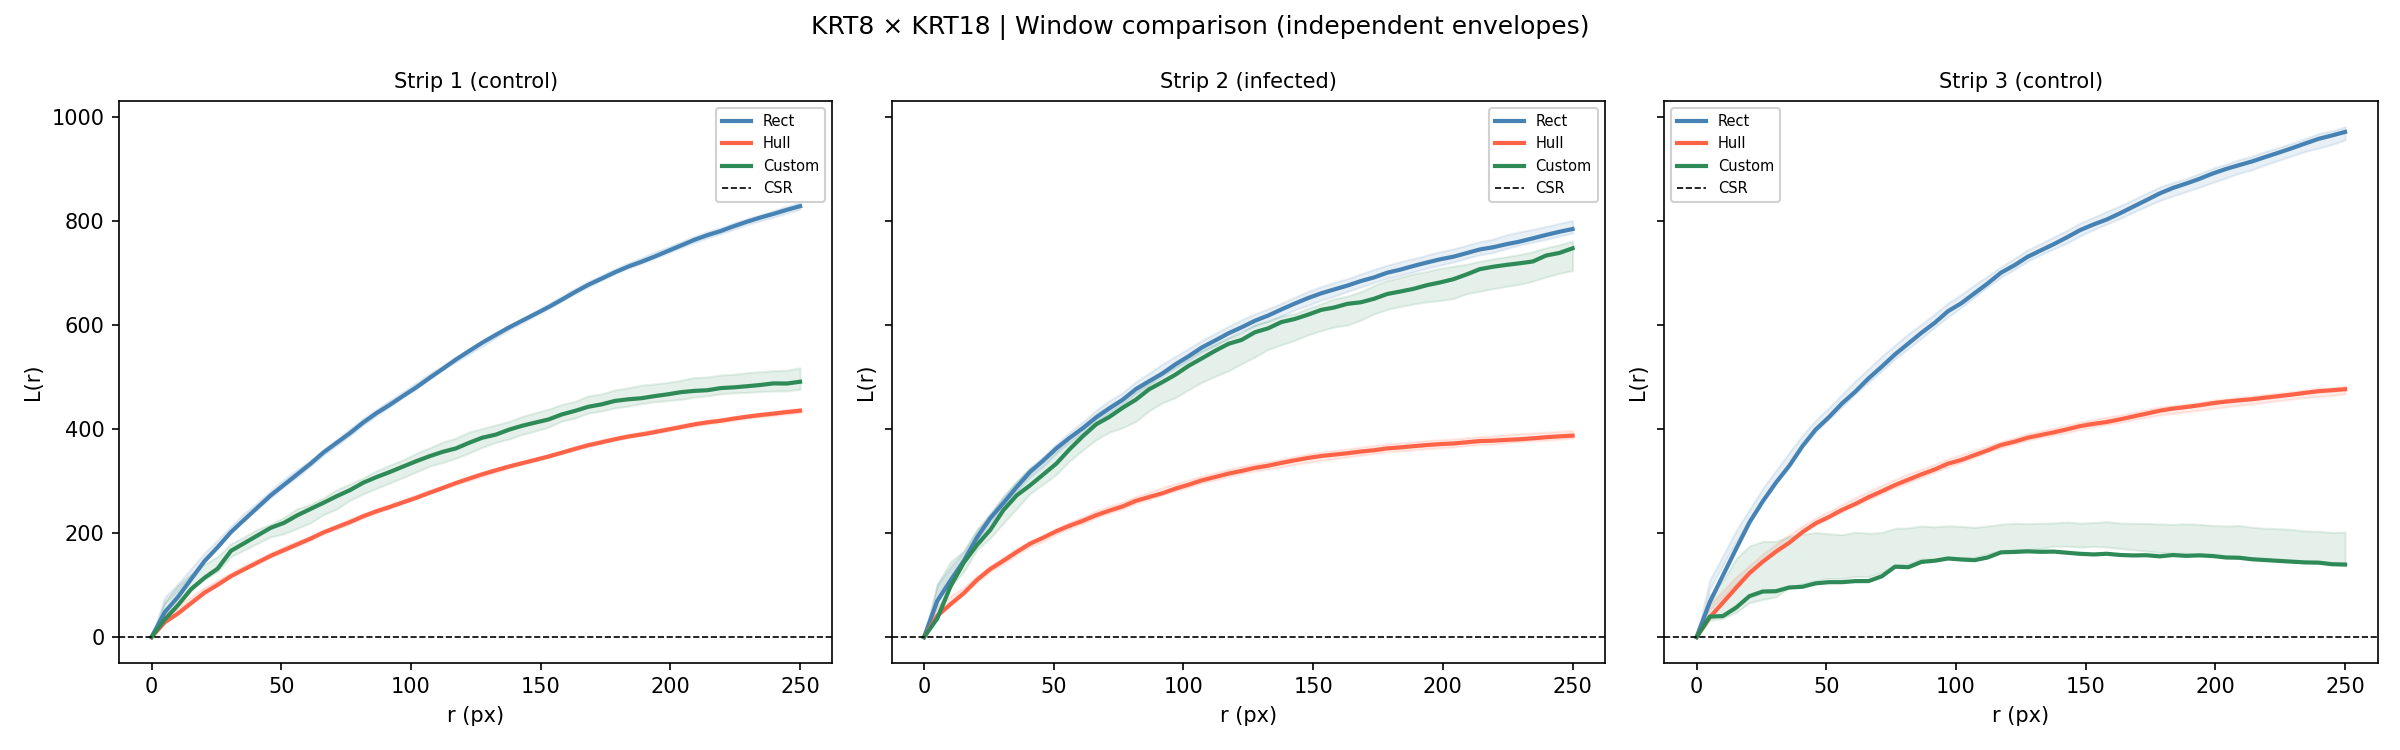 KRT8 × KRT18 | Window comparison (independent envelopes)
Strip 1 (control)
L(r)
1000
800
600
400
200
0
Rect
Hull
Custom
CSR
0 50 100 150 200 250
r (px)
Strip 2 (infected)
L(r)
Rect
Hull
Custom
CSR
0 50 100 150 200 250
r (px)
Strip 3 (control)
L(r)
Rect
Hull
Custom
CSR
0 50 100 150 200 250
r (px)